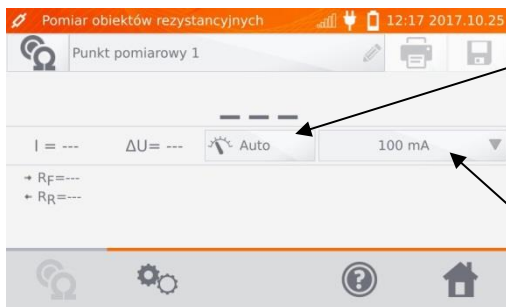 Pomiar obiektów rezystancyjnych 12:17 2017.10.25
Punkt pomiarowy 1
---
I = --- ΔU= --- Auto 100 mA
→ RF=---
← RR=---